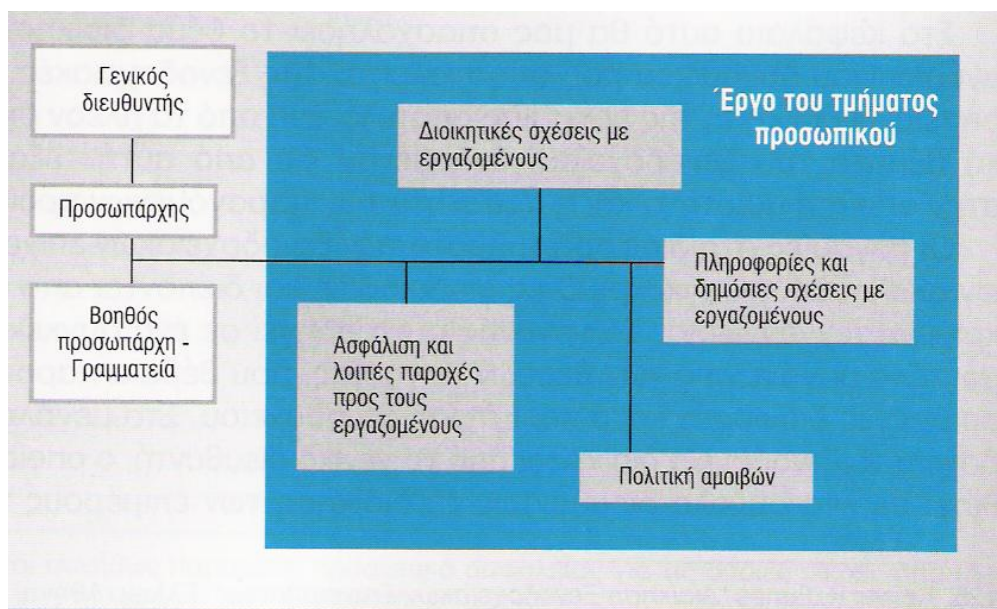 Γενικός
διευθυντής
Προσωπάρχης
Βοηθός
προσωπάρχη -
Γραμματεία
Έργο του τμήματος
προσωπικού
Διοικητικές σχέσεις με
εργαζομένους
Πληροφορίες και
δημόσιες σχέσεις με
εργαζομένους
Ασφάλιση και
λοιπές παροχές
προς τους
εργαζομένους
Πολιτική αμοιβών